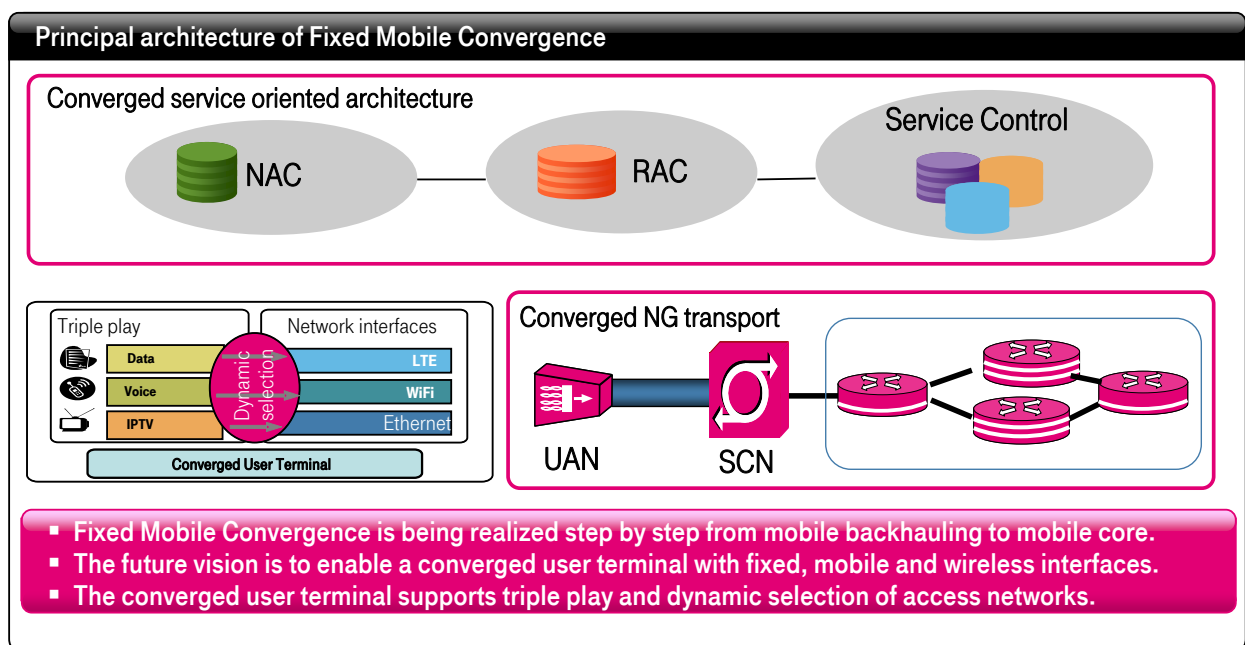 Principal architecture of Fixed Mobile Convergence
Converged service oriented architecture
NAC
RAC
Service Control
Triple play
Network interfaces
Data
Voice
IPTV
Dynamic
selection
LTE
WiFi
Ethernet
Converged User Terminal
Converged NG transport
UAN
SCN
▪ Fixed Mobile Convergence is being realized step by step from mobile backhauling to mobile core.
▪ The future vision is to enable a converged user terminal with fixed, mobile and wireless interfaces.
▪ The converged user terminal supports triple play and dynamic selection of access networks.